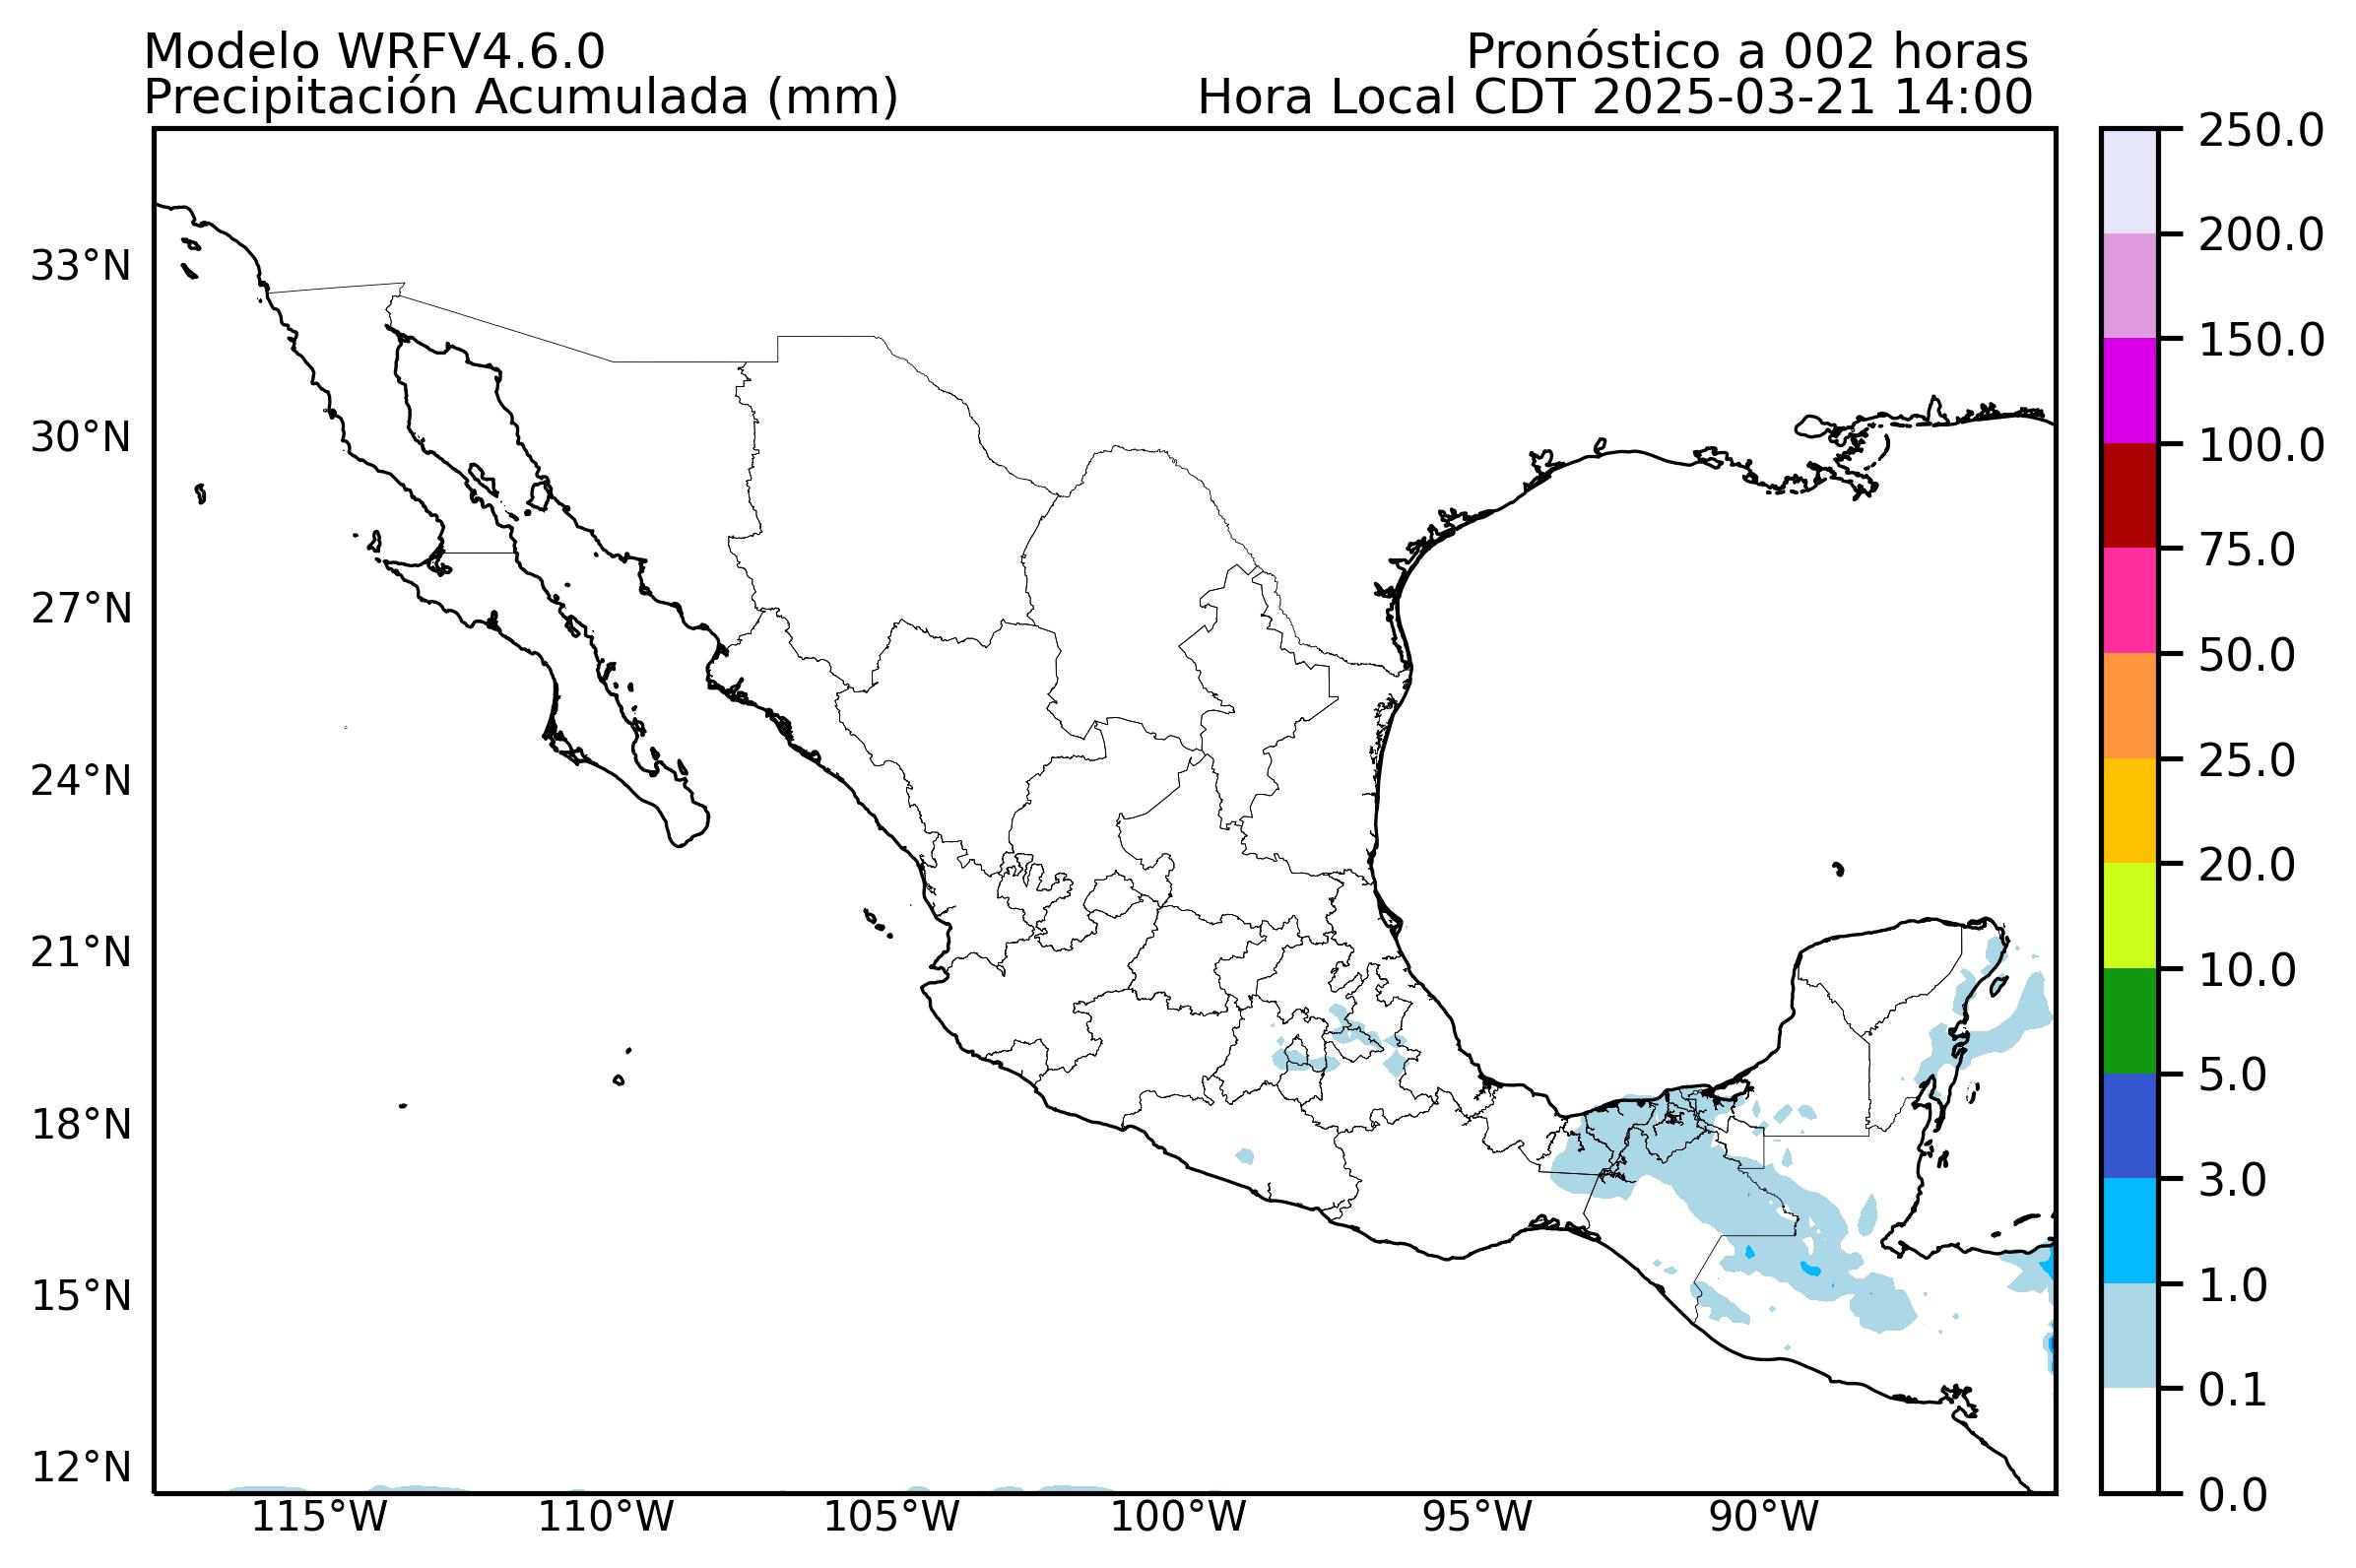 Modelo WRFV4.6.0
Pronóstico a 002 horas
Precipitación Acumulada (mm)
Hora Local CDT 2025-03-21 14:00
33°N
30°N
27°N
24°N
21°N
18°N
15°N
12°N
115°W
110°W
105°W
100°W
95°W
90°W
250.0
200.0
150.0
100.0
75.0
50.0
25.0
20.0
10.0
5.0
3.0
1.0
0.1
0.0